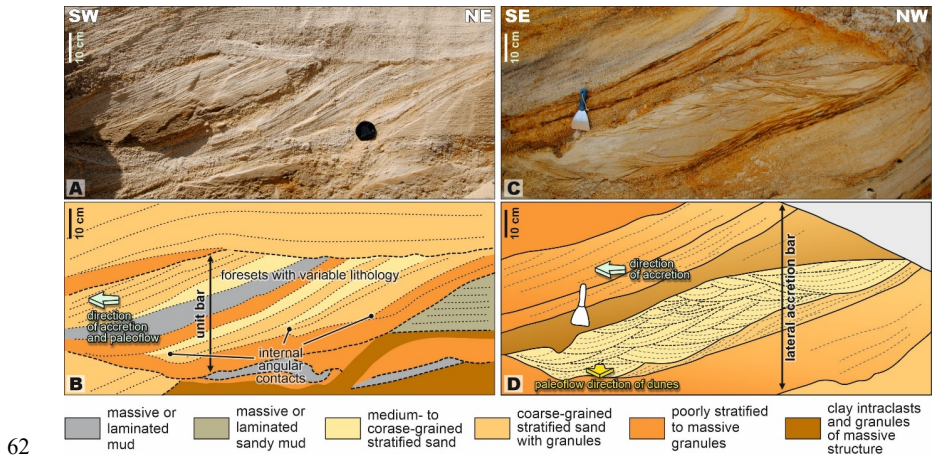 SW NE
10 cm
A
SE NW
10 cm
C
10 cm
foresets with variable lithology
unit bar
direction
of accretion
and paleoflow
internal
angular
contacts
B
10 cm
direction
of accretion
lateral accretion bar
paleoflow direction of dunes
D
massive or
laminated
mud
massive or
laminated
sandy mud
medium- to
corase-grained
stratified sand
coarse-grained
stratified sand
with granules
poorly stratified
to massive
granules
clay intraclasts
and granules
of massive
structure
62